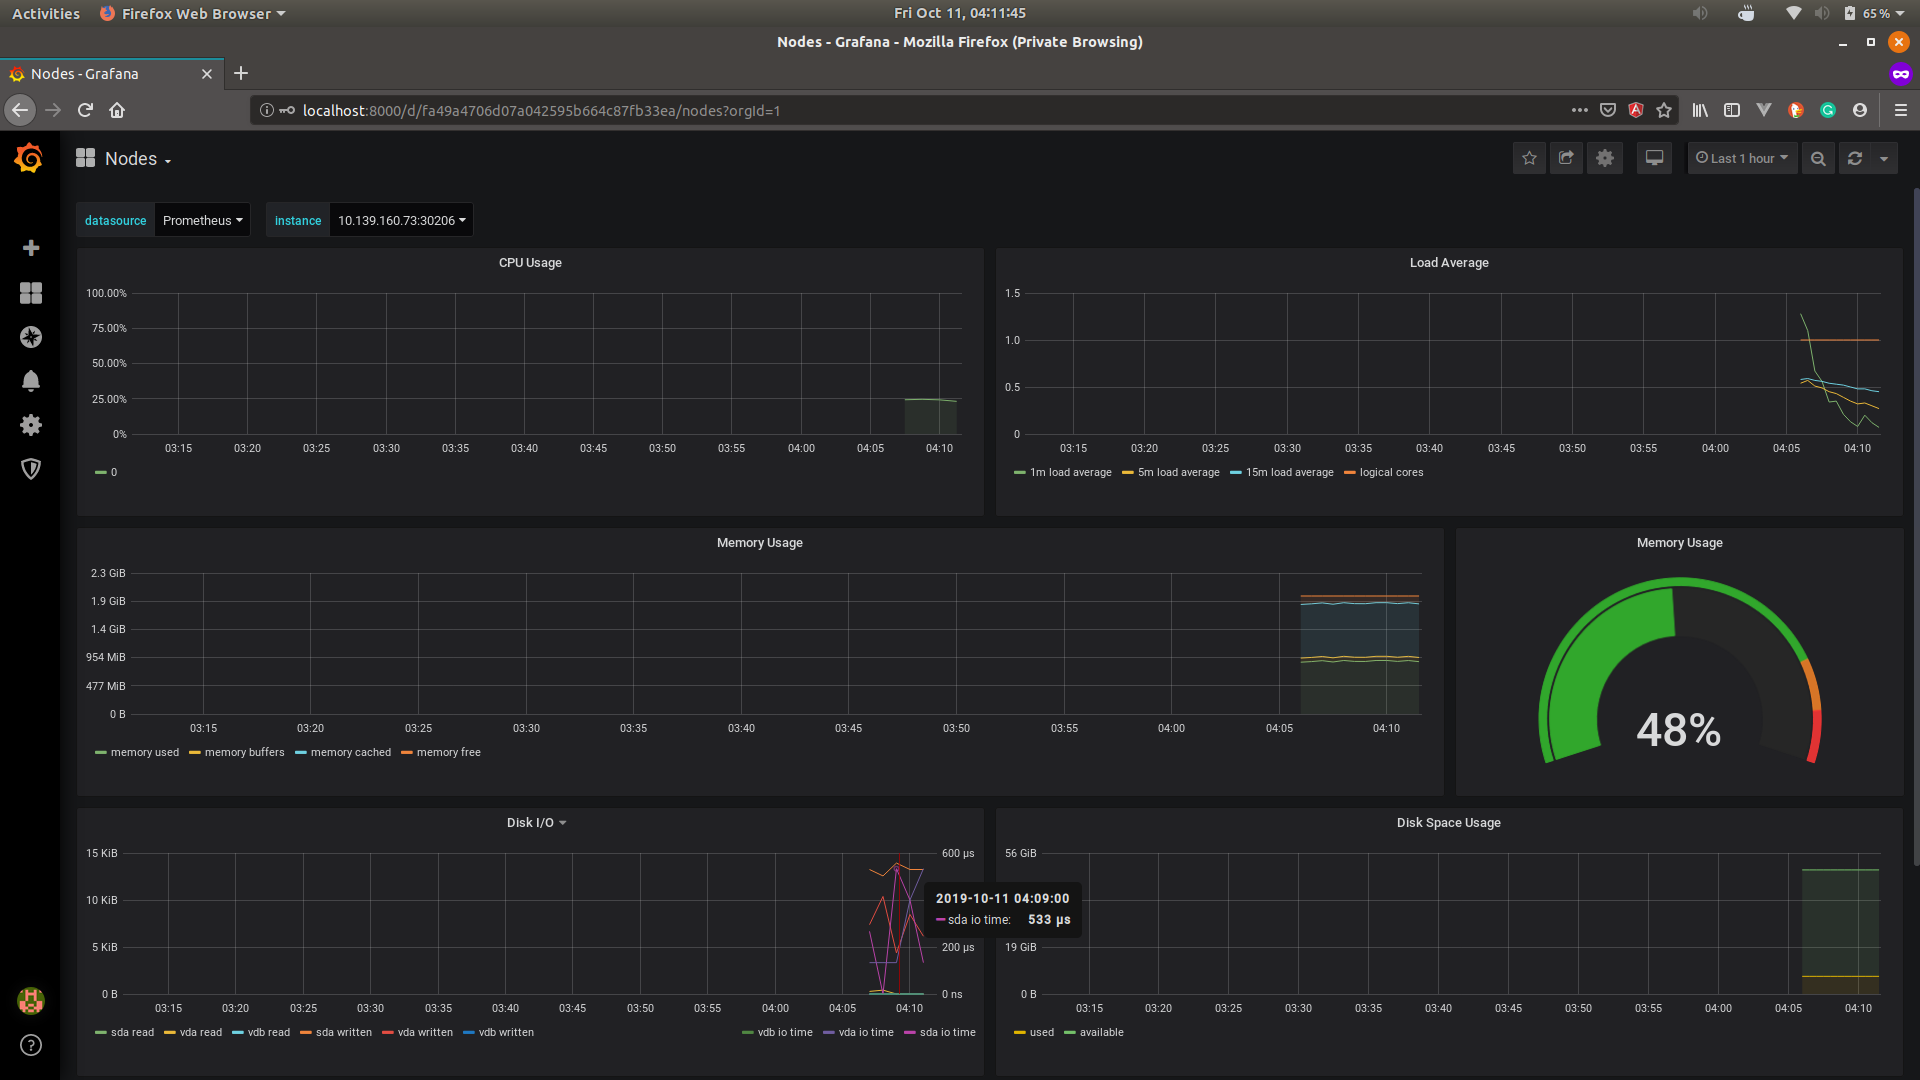 Activities Firefox Web Browser Fri Oct 11, 04:11:45 65 %
Nodes - Grafana - Mozilla Firefox (Private Browsing)
Nodes - Grafana
localhost:8000/d/fa49a4706d07a042595b664c87fb33ea/nodes?orgId=1
Nodes Last 1 hour
datasource Prometheus instance 10.139.160.73:30206
CPU Usage
100.00%
75.00%
50.00%
25.00%
0%
03:15 03:20 03:25 03:30 03:35 03:40 03:45 03:50 03:55 04:00 04:05 04:10
0
Load Average
1.5
1.0
0.5
0
03:15 03:20 03:25 03:30 03:35 03:40 03:45 03:50 03:55 04:00 04:05 04:10
1m load average 5m load average 15m load average logical cores
Memory Usage
2.3 GiB
1.9 GiB
1.4 GiB
954 MiB
477 MiB
0 B
03:15 03:20 03:25 03:30 03:35 03:40 03:45 03:50 03:55 04:00 04:05 04:10
memory used memory buffers memory cached memory free
Memory Usage
48%
Disk I/O
15 KiB 600 µs
10 KiB
5 KiB 200 µs
0 B 0 ns
03:15 03:20 03:25 03:30 03:35 03:40 03:45 03:50 03:55 04:00 04:05 04:10
sda read vda read vdb read sda written vda written vdb written vdb io time vda io time sda io time
2019-10-11 04:09:00
sda io time: 533 µs
Disk Space Usage
56 GiB
19 GiB
0 B
03:15 03:20 03:25 03:30 03:35 03:40 03:45 03:50 03:55 04:00 04:05 04:10
used available